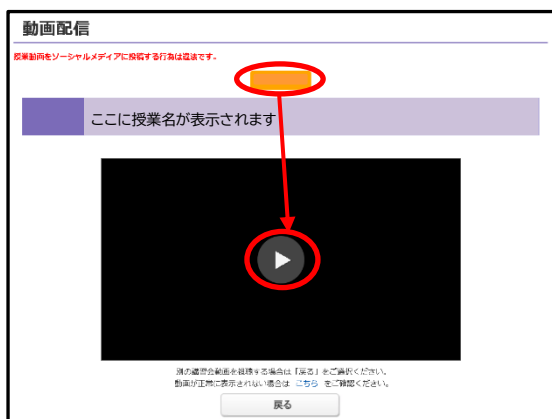 動画配信
授業動画をソーシャルメディアに投稿する行為は違法です。
ここに授業名が表示されます
別の講習会動画を視聴する場合は「戻る」をご選択ください。
動画が正常に表示されない場合は こちら をご確認ください。
戻る